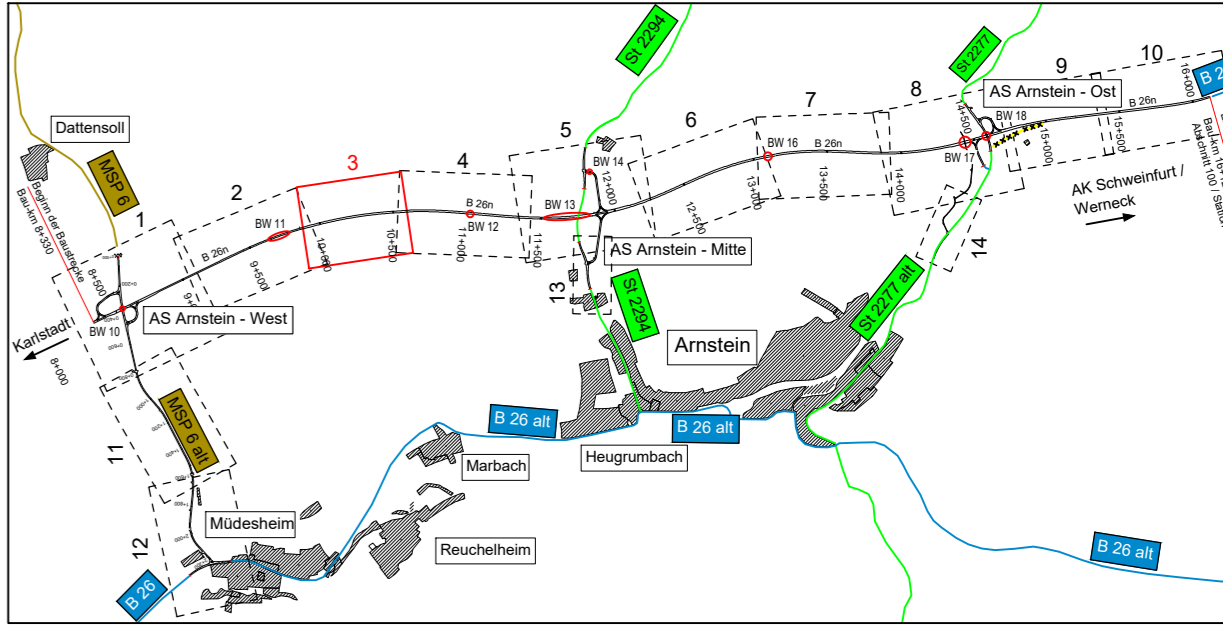 St 2294
St 2277
10
9
8
7
6
5
4
3
2
1
Dattensoll
MSP 6
Beginn der Baustrecke
Bau-km 8+330
8+500
B 26n
BW 11
9+500
10+000
10+500
B 26n
BW 12
11+000
11+500
BW 13
BW 14
12+000
12+500
13+000
BW 16
B 26n
13+500
14+000
14+500
BW 17
BW 18
AS Arnstein - Ost
B 26n
15+000
15+500
16+000
AK Schweinfurt /
Werneck
AS Arnstein - West
BW 10
Karlstadt
8+000
AS Arnstein - Mitte
13
14
St 2294
St 2277 alt
Arnstein
MSP 6 alt
11
12
B 26 alt
B 26 alt
Heugrumbach
Marbach
Müdesheim
Reuchelheim
B 26
B 26 alt